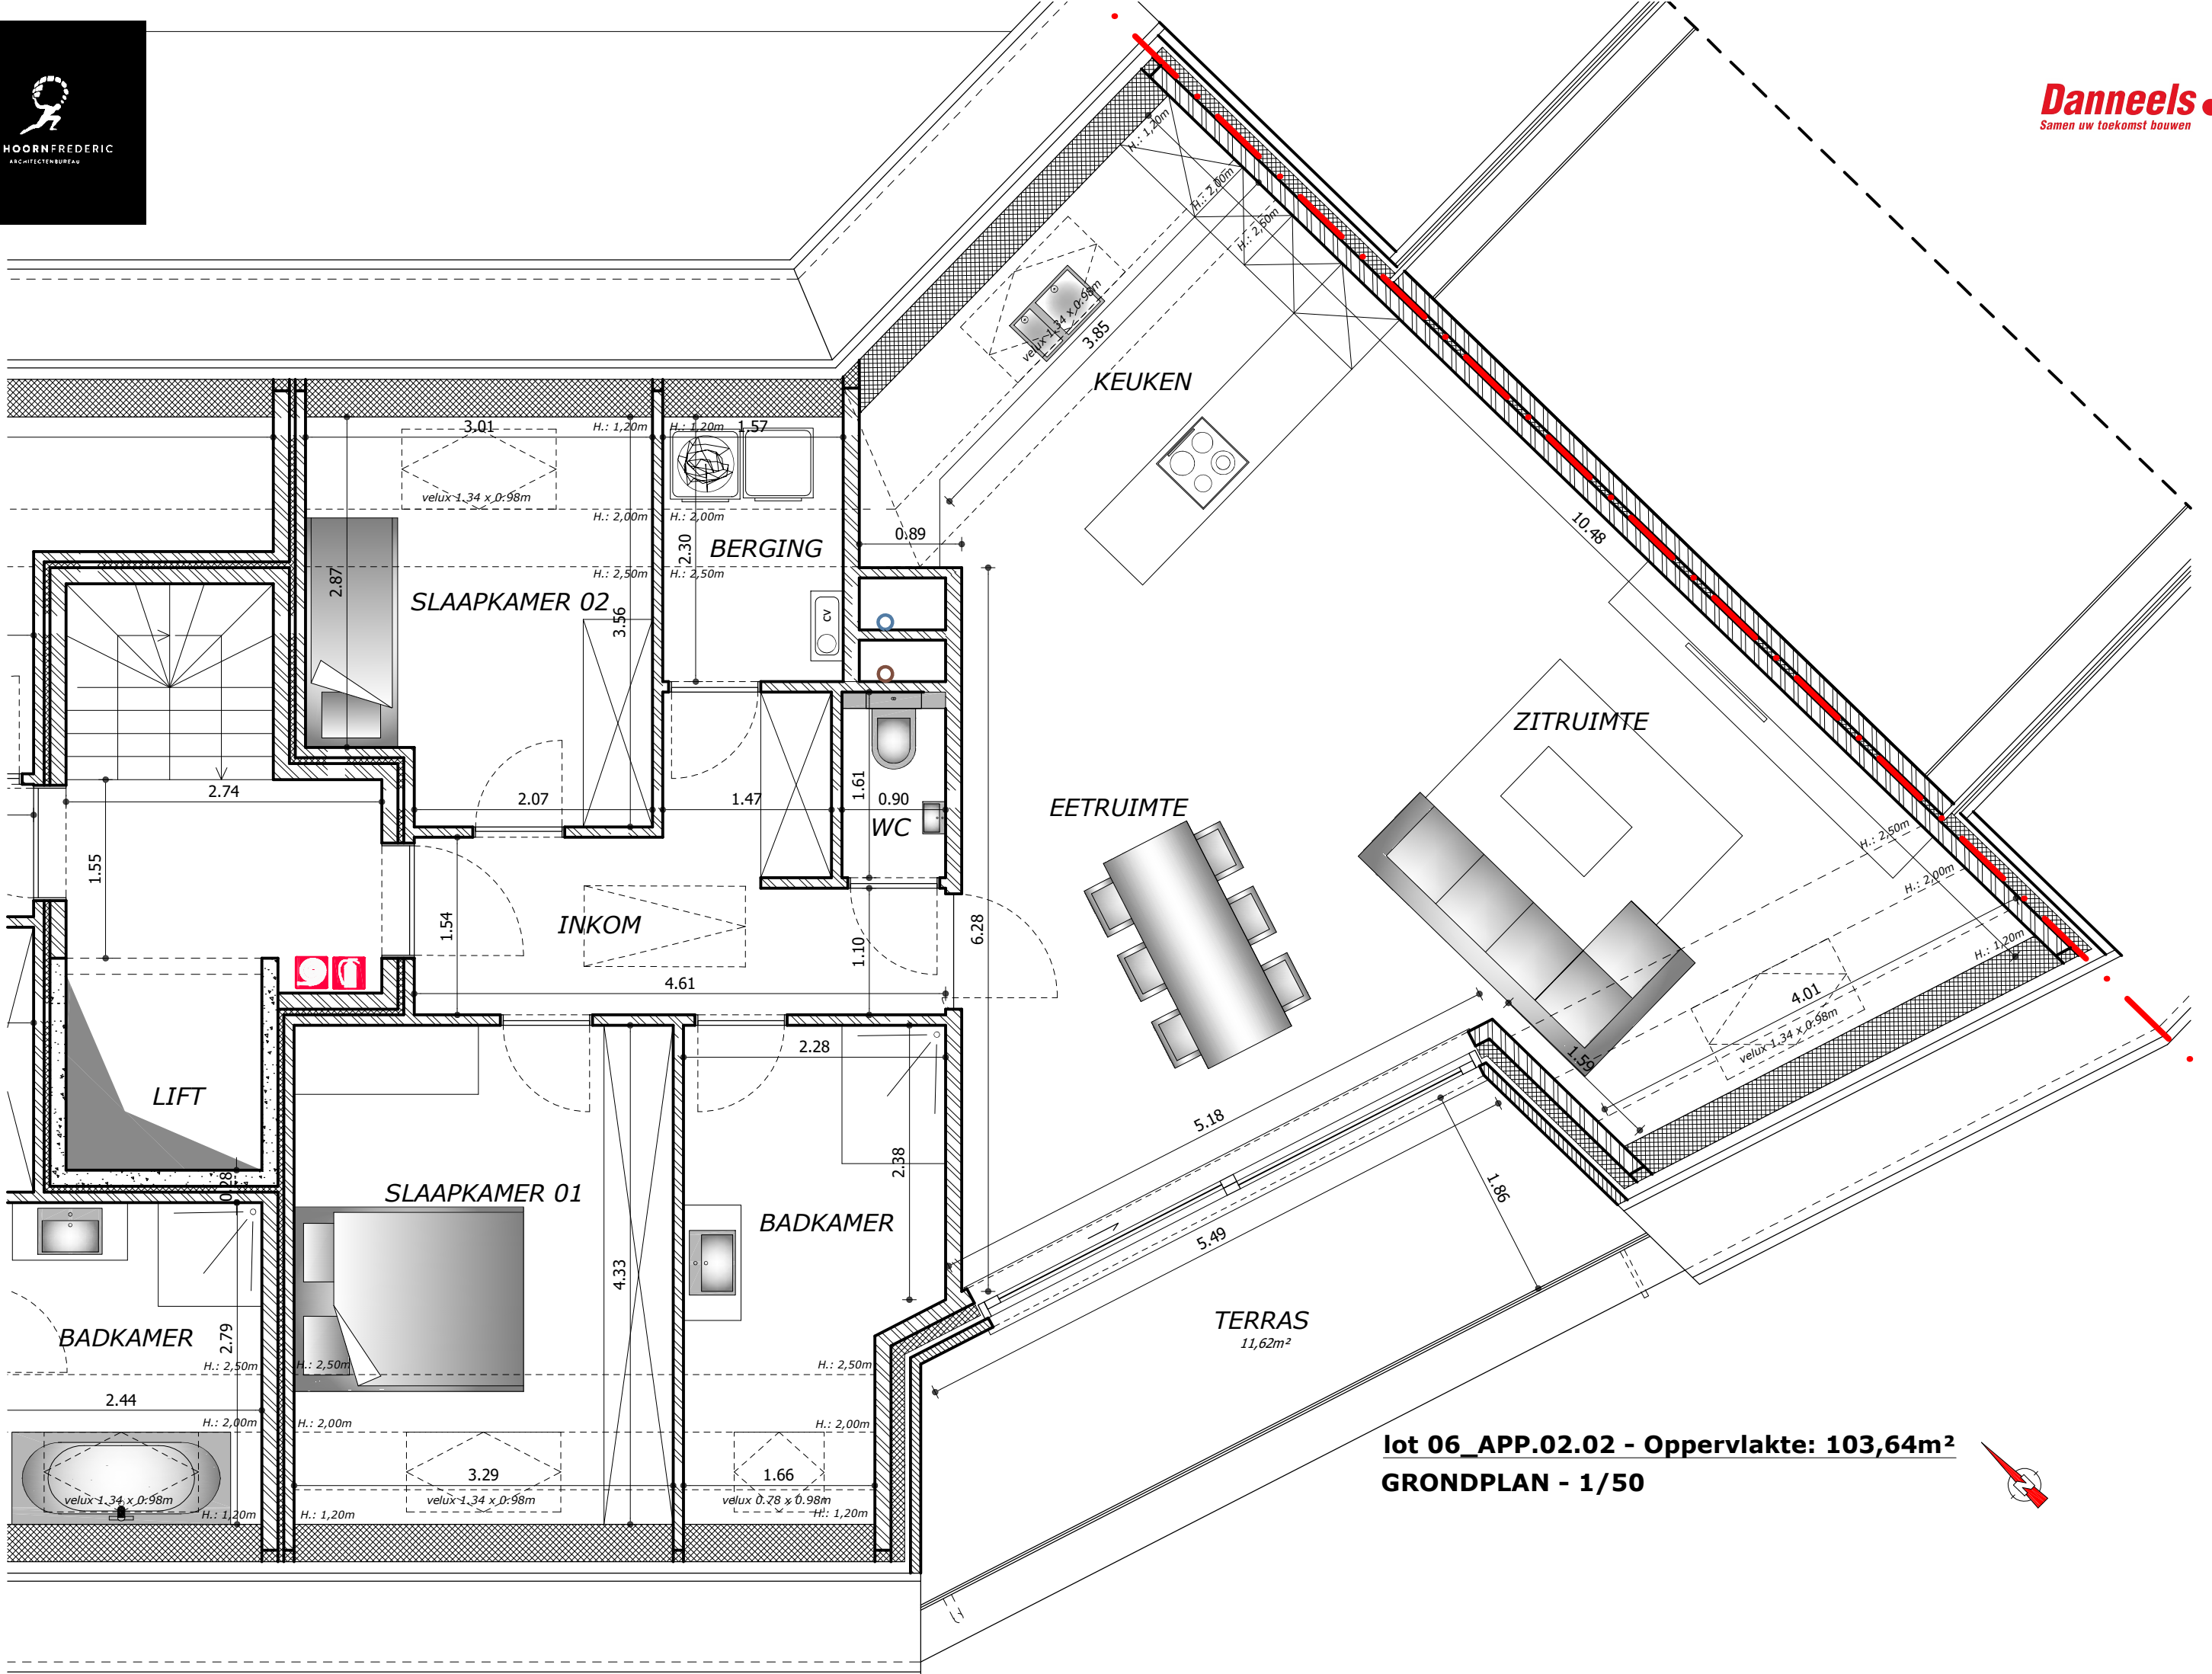 HOORNFREDERIC
ARCHITECTENBUREAU
Danneels
Samen uw toekomst bouwen
H.: 1,20m
H.: 2,00m
H.: 2,50m
velux 1.34 x 0.98m
3.85
KEUKEN
3.01
H.: 1,20m
H.: 1,20m
1.57
velux 1.34 x 0.98m
H.: 2,00m
H.: 2,00m
10.48
0.89
2.30
BERGING
2.87
H.: 2,50m
H.: 2,50m
SLAAPKAMER 02
3.56
CV
ZITRUIMTE
2.74
2.07
1.47
1.61
0.90
WC
EETRUIMTE
H.: 2,50m
H.: 2,00m
H.: 1,20m
1.55
1.54
INKOM
1.10
6.28
4.61
4.01
velux 1.34 x 0.98m
2.28
1.59
LIFT
5.18
2.38
0.28
SLAAPKAMER 01
BADKAMER
1.86
5.49
4.33
TERRAS
11,62m²
BADKAMER
2.79
H.: 2,50m
H.: 2,50m
H.: 2,50m
2.44
H.: 2,00m
H.: 2,00m
H.: 2,00m
3.29
1.66
velux 1.34 x 0.98m
velux 1.34 x 0.98m
velux 0.78 x 0.98m
H.: 1,20m
H.: 1,20m
H.: 1,20m
lot 06_APP.02.02 - Oppervlakte: 103,64m²
GRONDPLAN - 1/50
N